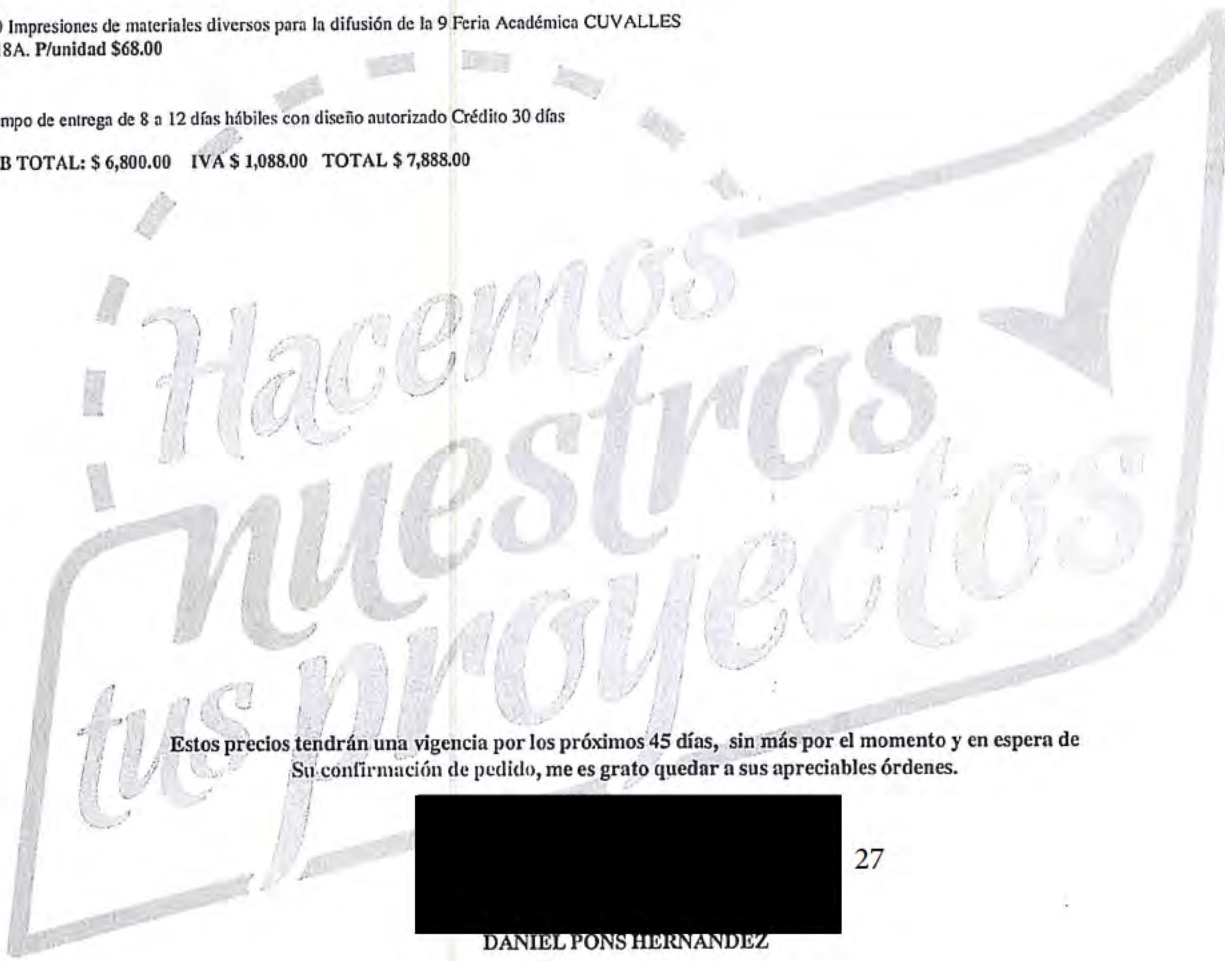 ) Impresiones de materiales diversos para la difusión de la 9 Feria Académica CUVALLES
8A. P/unidad $68.00
mpo de entrega de 8 a 12 días hábiles con diseño autorizado Crédito 30 días
B TOTAL: $ 6,800.00 IVA $ 1,088.00 TOTAL $ 7,888.00
Hacemos
nuestros
tus proyectos
Estos precios tendrán una vigencia por los próximos 45 días, sin más por el momento y en espera de
Su confirmación de pedido, me es grato quedar a sus apreciables órdenes.
27
DANIEL PONS HERNANDEZ